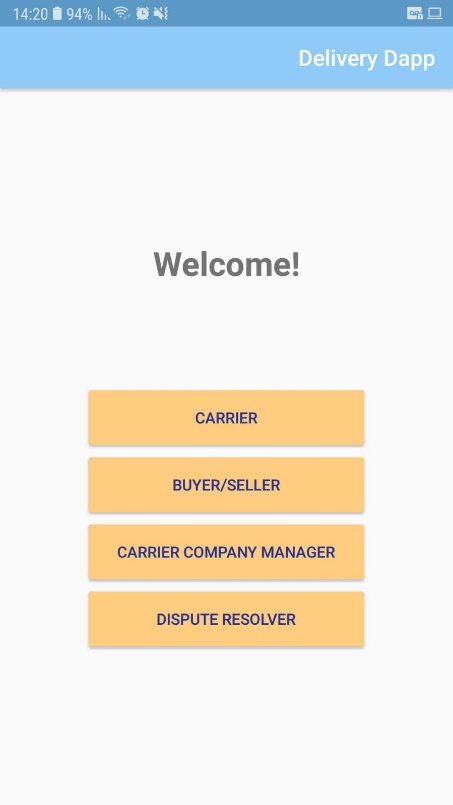 14:20 94%
Delivery Dapp
Welcome!
CARRIER
BUYER/SELLER
CARRIER COMPANY MANAGER
DISPUTE RESOLVER